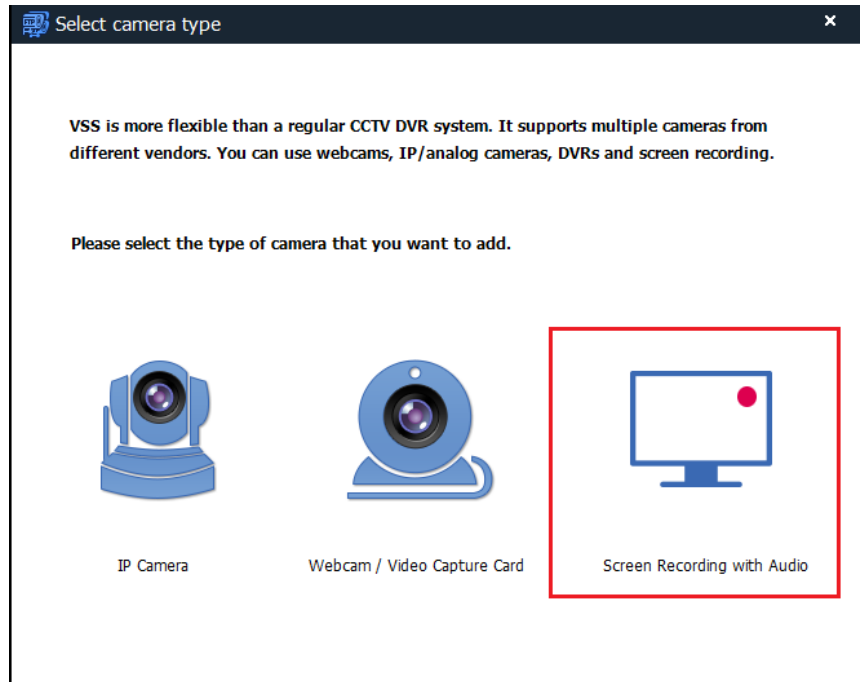 Select camera type
VSS is more flexible than a regular CCTV DVR system. It supports multiple cameras from
different vendors. You can use webcams, IP/analog cameras, DVRs and screen recording.
Please select the type of camera that you want to add.
IP Camera
Webcam / Video Capture Card
Screen Recording with Audio